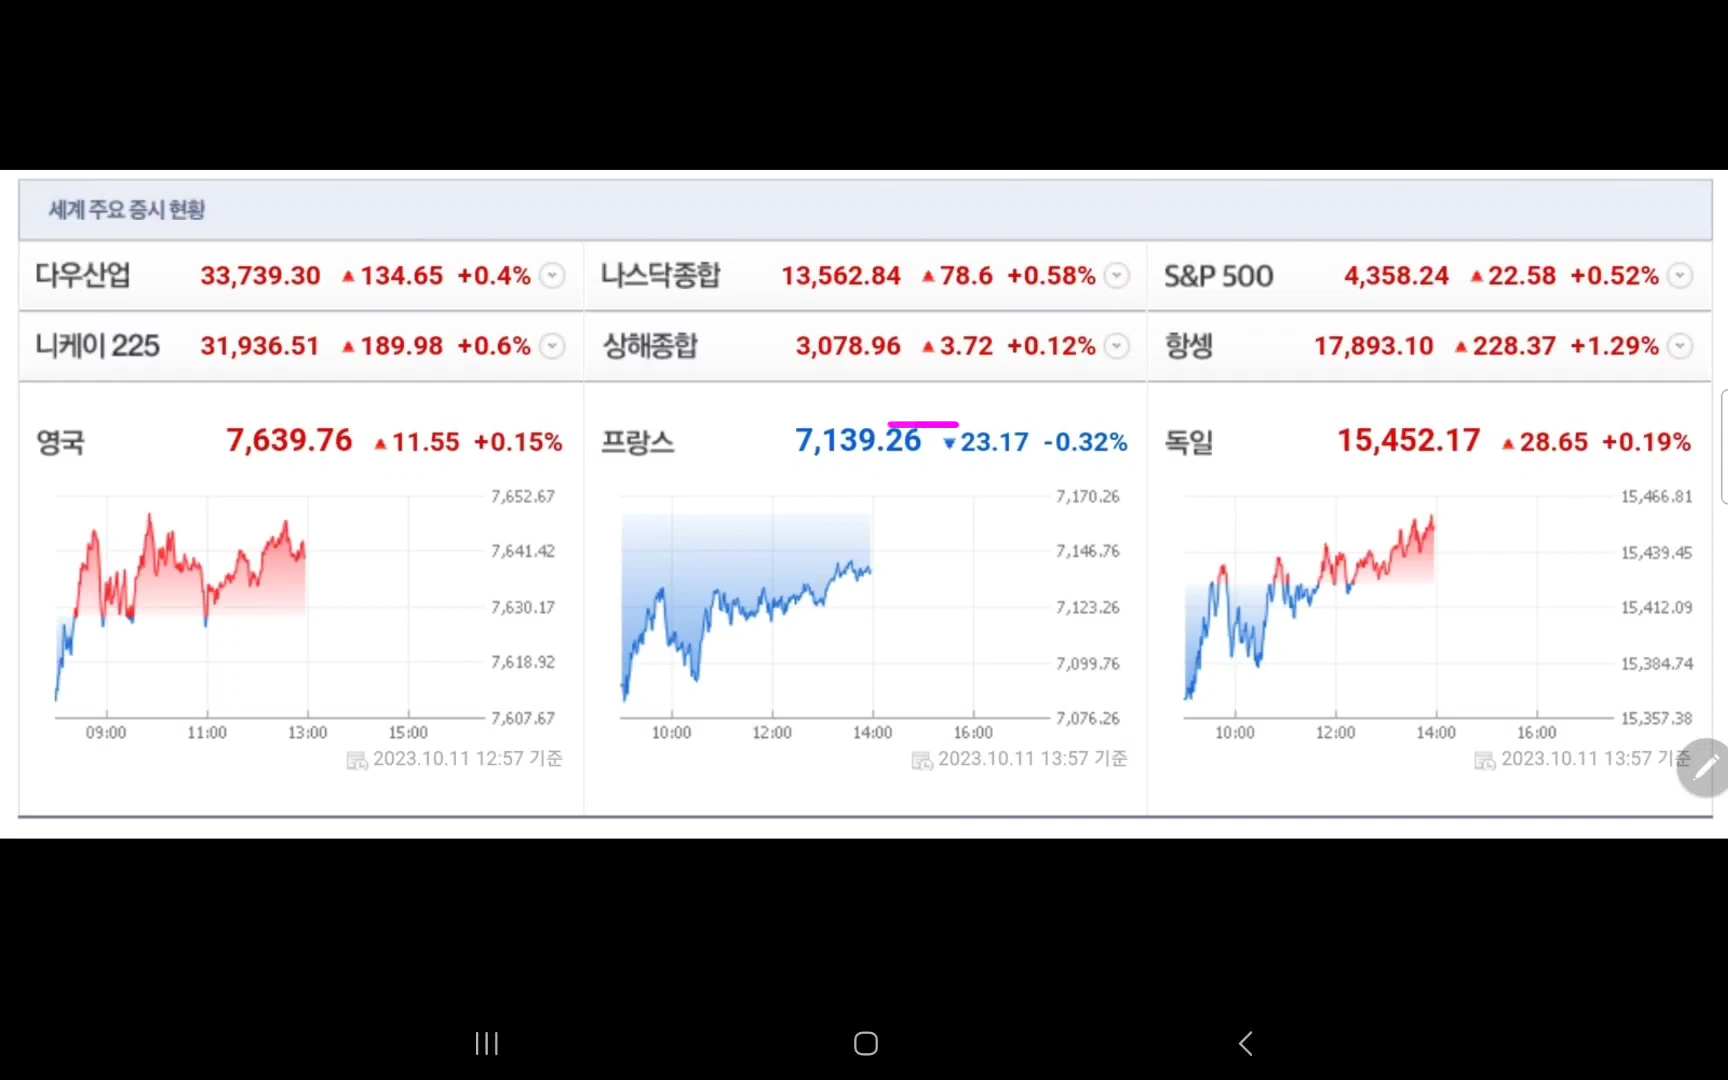 세계 주요 증시 현황
다우산업 33,739.30 ▲134.65 +0.4% 나스닥종합 13,562.84 ▲78.6 +0.58% S&P 500 4,358.24 ▲22.58 +0.52%
니케이 225 31,936.51 ▲189.98 +0.6% 상해종합 3,078.96 ▲3.72 +0.12% 항셍 17,893.10 ▲228.37 +1.29%
영국 7,639.76 ▲11.55 +0.15%
7,652.67
7,641.42
7,630.17
7,618.92
7,607.67
09:00 11:00 13:00 15:00
2023.10.11 12:57 기준
프랑스 7,139.26 ▼23.17 -0.32%
7,170.26
7,146.76
7,123.26
7,099.76
7,076.26
10:00 12:00 14:00 16:00
2023.10.11 13:57 기준
독일 15,452.17 ▲28.65 +0.19%
15,466.81
15,439.45
15,412.09
15,384.74
15,357.38
10:00 12:00 14:00 16:00
2023.10.11 13:57 기준